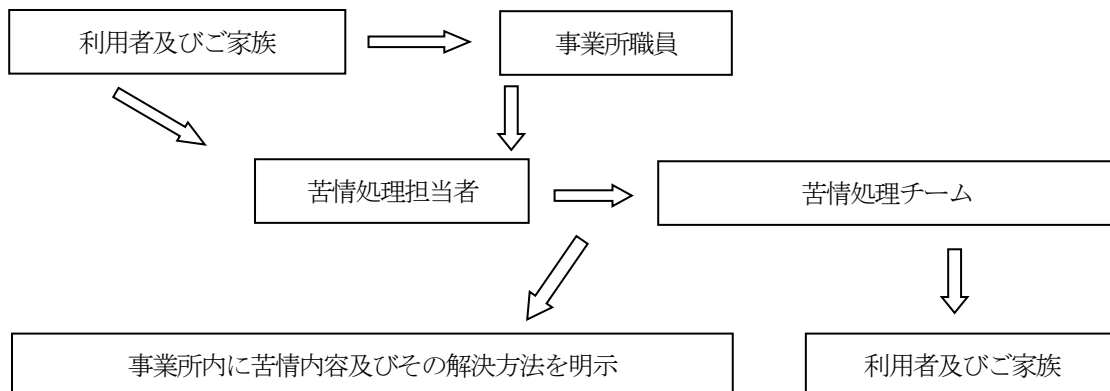 利用者及びご家族
事業所職員
苦情処理担当者
苦情処理チーム
事業所内に苦情内容及びその解決方法を明示
利用者及びご家族